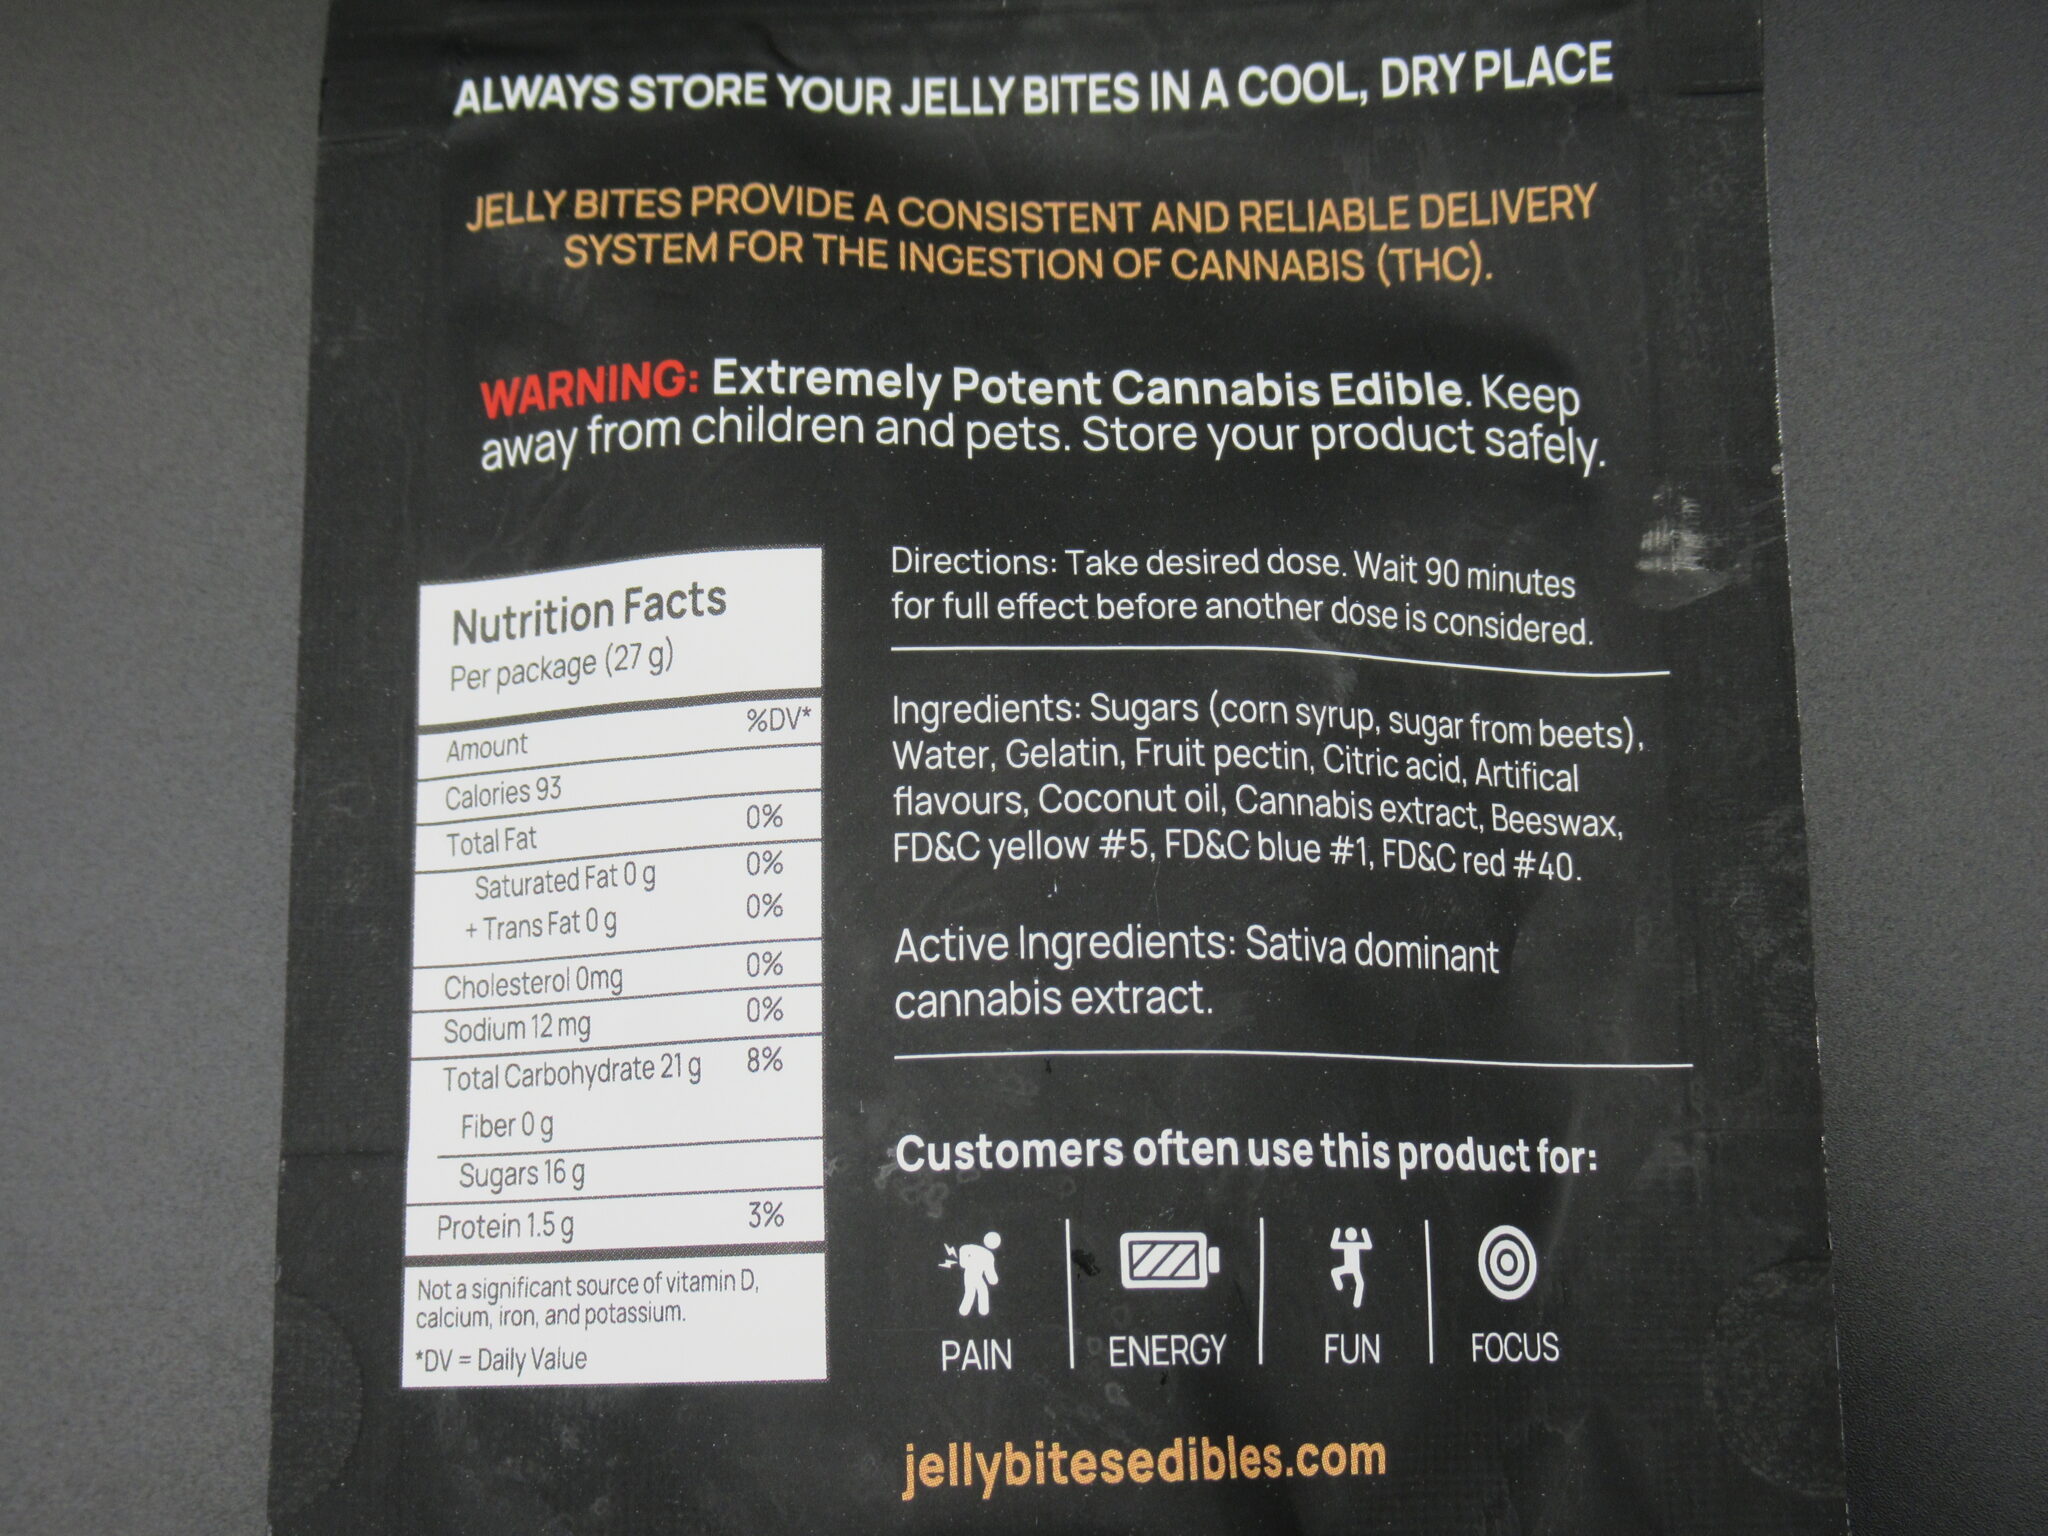 ALWAYS STORE YOUR JELLY BITES IN A COOL, DRY PLACE
JELLY BITES PROVIDE A CONSISTENT AND RELIABLE DELIVERY
SYSTEM FOR THE INGESTION OF CANNABIS (THC).
WARNING: Extremely Potent Cannabis Edible. Keep
away from children and pets. Store your product safely.
Nutrition Facts
Per package (27 g)
Amount %DV*
Calories 93
Total Fat 0%
Saturated Fat 0 g 0%
+ Trans Fat 0 g 0%
Cholesterol 0mg 0%
Sodium 12 mg 0%
Total Carbohydrate 21 g 8%
Fiber 0 g
Sugars 16 g
Protein 1.5 g 3%
Not a significant source of vitamin D,
calcium, iron, and potassium.
*DV = Daily Value
Directions: Take desired dose. Wait 90 minutes
for full effect before another dose is considered.
Ingredients: Sugars (corn syrup, sugar from beets),
Water, Gelatin, Fruit pectin, Citric acid, Artifical
flavours, Coconut oil, Cannabis extract, Beeswax,
FD&C yellow #5, FD&C blue #1, FD&C red #40.
Active Ingredients: Sativa dominant
cannabis extract.
Customers often use this product for:
PAIN ENERGY FUN FOCUS
jellybitesedibles.com